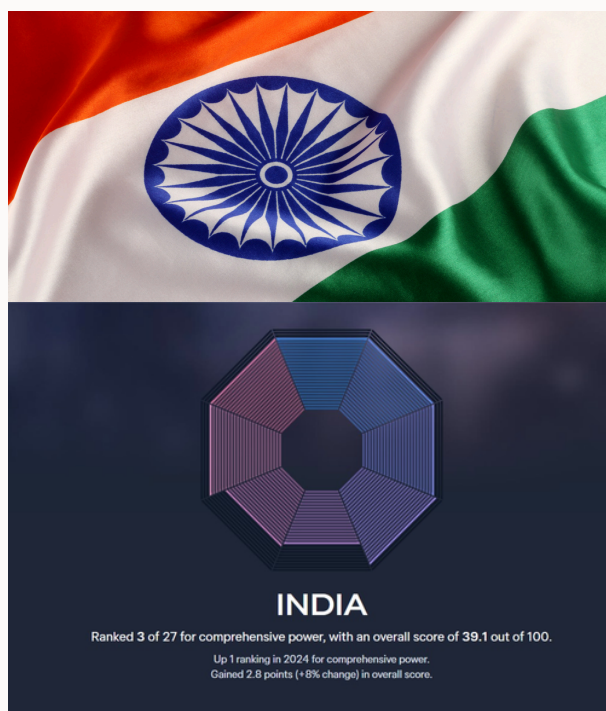 INDIA
Ranked 3 of 27 for comprehensive power, with an overall score of 39.1 out of 100.
Up 1 ranking in 2024 for comprehensive power.
Gained 2.8 points (+8% change) in overall score.